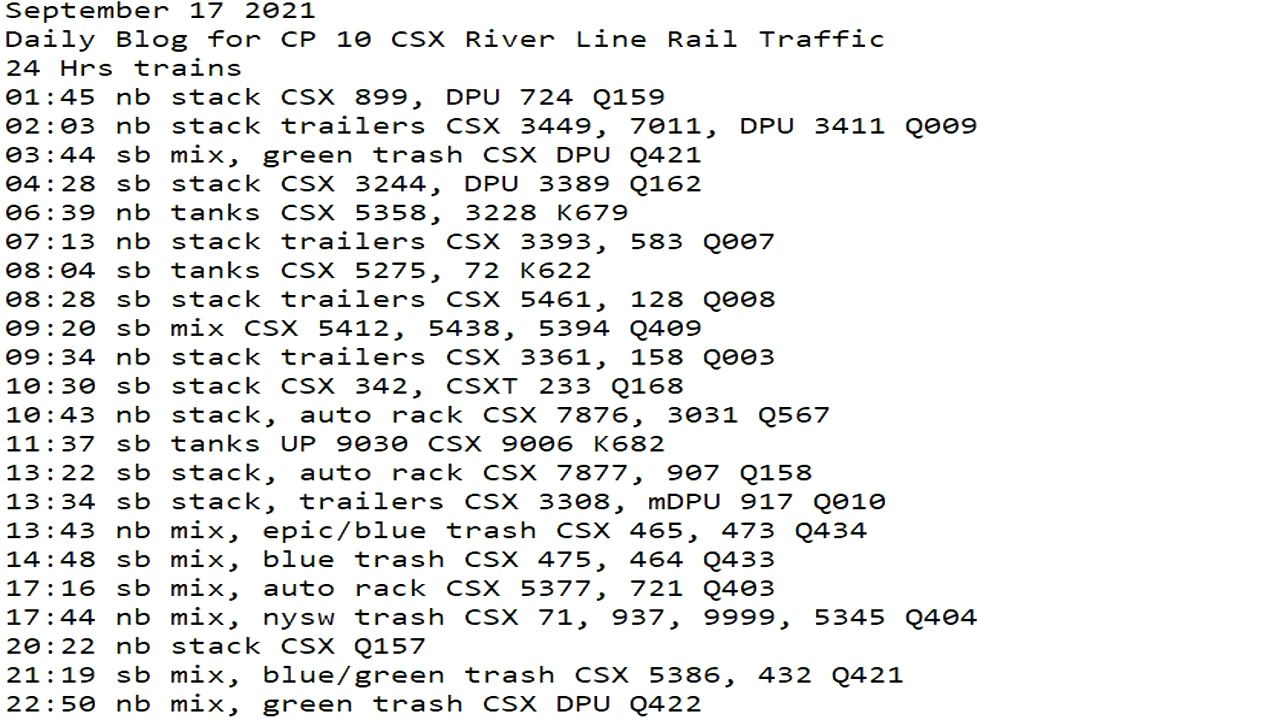 September 17 2021
Daily Blog for CP 10 CSX River Line Rail Traffic
24 Hrs trains
01:45 nb stack CSX 899, DPU 724 Q159
02:03 nb stack trailers CSX 3449, 7011, DPU 3411 Q009
03:44 sb mix, green trash CSX DPU Q421
04:28 sb stack CSX 3244, DPU 3389 Q162
06:39 nb tanks CSX 5358, 3228 K679
07:13 nb stack trailers CSX 3393, 583 Q007
08:04 sb tanks CSX 5275, 72 K622
08:28 sb stack trailers CSX 5461, 128 Q008
09:20 sb mix CSX 5412, 5438, 5394 Q409
09:34 nb stack trailers CSX 3361, 158 Q003
10:30 sb stack CSX 342, CSXT 233 Q168
10:43 nb stack, auto rack CSX 7876, 3031 Q567
11:37 sb tanks UP 9030 CSX 9006 K682
13:22 sb stack, auto rack CSX 7877, 907 Q158
13:34 sb stack, trailers CSX 3308, mDPU 917 Q010
13:43 nb mix, epic/blue trash CSX 465, 473 Q434
14:48 sb mix, blue trash CSX 475, 464 Q433
17:16 sb mix, auto rack CSX 5377, 721 Q403
17:44 nb mix, nysw trash CSX 71, 937, 9999, 5345 Q404
20:22 nb stack CSX Q157
21:19 sb mix, blue/green trash CSX 5386, 432 Q421
22:50 nb mix, green trash CSX DPU Q422